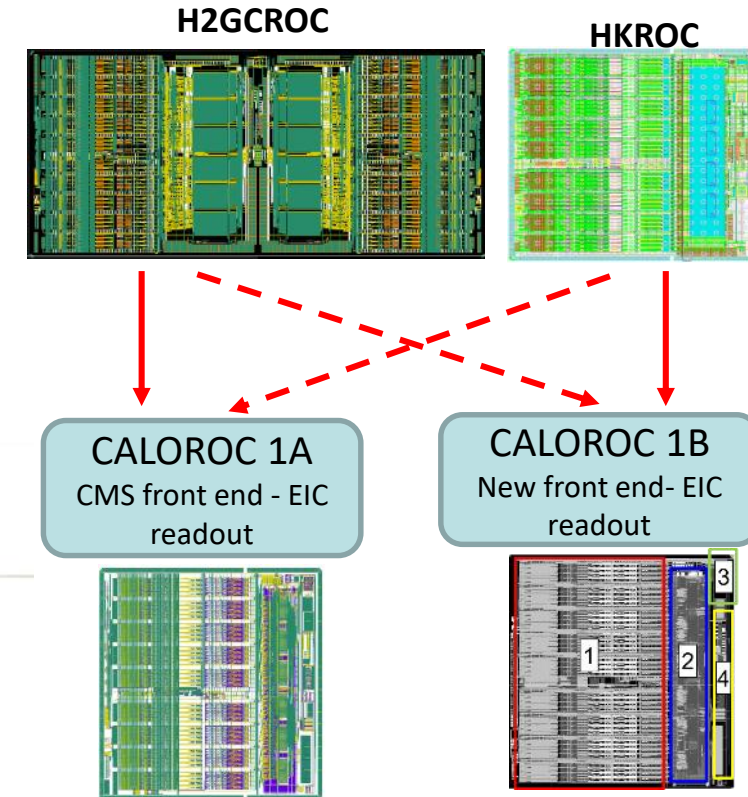 H2GCROC
HKROC
CALOROC 1A
CMS front end - EIC
readout
CALOROC 1B
New front end- EIC
readout
1
2
3
4